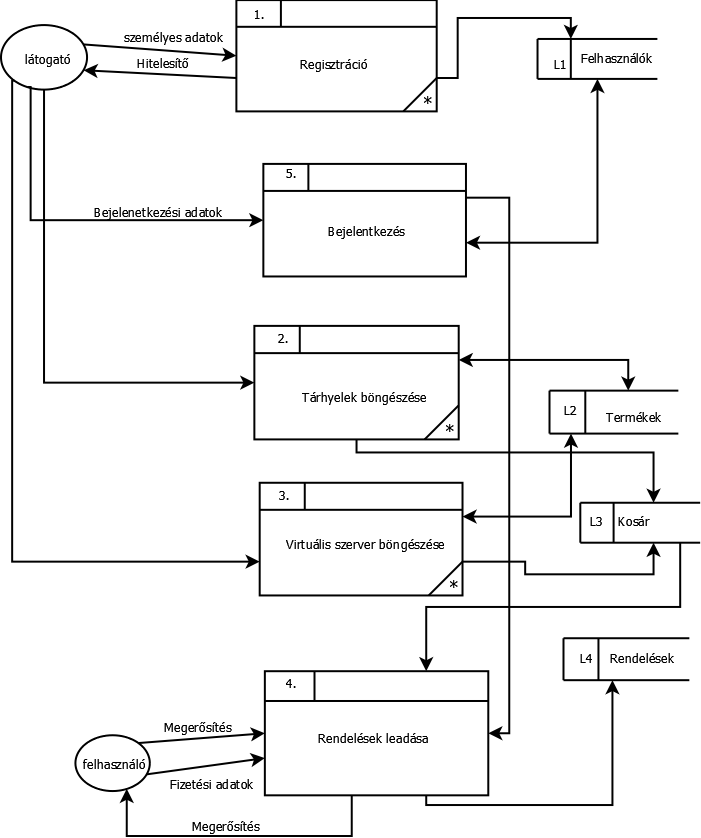 1.
személyes adatok
látogató
Hitelesítő
Regisztráció
*
L1 Felhasználók
5.
Bejelenetkezési adatok
Bejelentkezés
2.
Tárhyelek böngészése
*
L2 Termékek
3.
L3 Kosár
Virtuális szerver böngészése
*
L4 Rendelések
4.
Megerősítés
Rendelések leadása
felhasználó
Fizetési adatok
Megerősítés